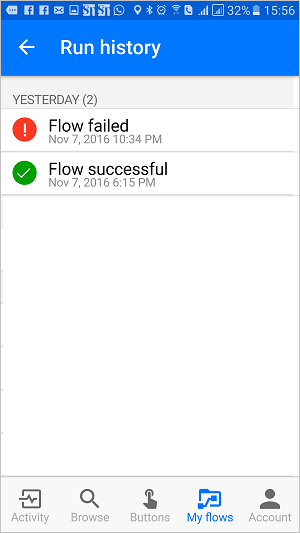 32% 15:56
Run history
YESTERDAY (2)
Flow failed
Nov 7, 2016 10:34 PM
Flow successful
Nov 7, 2016 6:15 PM
Activity Browse Buttons My flows Account